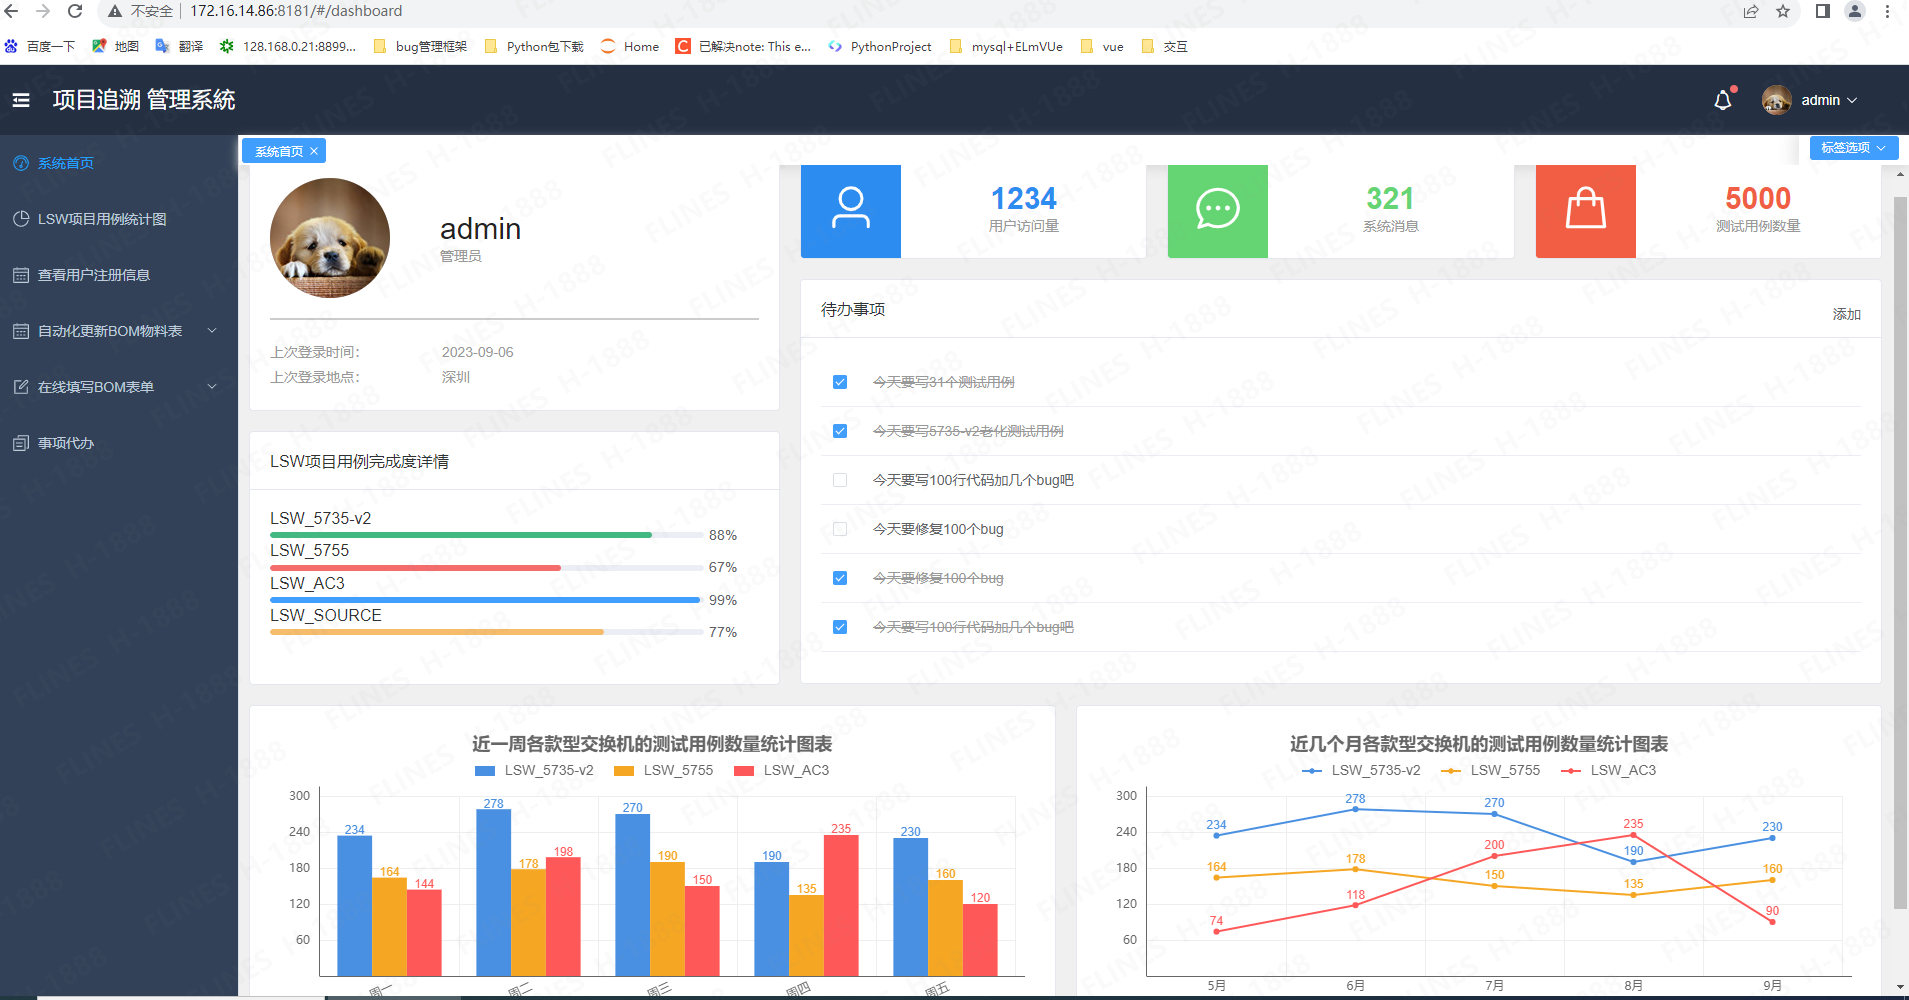 不安全 172.16.14.86:8181/#/dashboard
百度一下 地图 翻译 128.168.0.21:8899... bug管理框架 Python包下载 Home 已解决note: This e... PythonProject mysql+ELmVUe vue 交互
项目追溯 管理系統
admin
系统首页
LSW项目用例统计图
查看用户注册信息
自动化更新BOM物料表
在线填写BOM表单
事项代办
系统首页
标签选项
admin
管理员
上次登录时间：
2023-09-06
上次登录地点：
深圳
1234
用户访问量
321
系统消息
5000
测试用例数量
LSW项目用例完成度详情
LSW_5735-v2
88%
LSW_5755
67%
LSW_AC3
99%
LSW_SOURCE
77%
待办事项
添加
今天要写31个测试用例
今天要写5735-v2老化测试用例
今天要写100行代码加几个bug吧
今天要修复100个bug
今天要修复100个bug
今天要写100行代码加几个bug吧
近一周各款型交换机的测试用例数量统计图表
LSW_5735-v2 LSW_5755 LSW_AC3
300
240
180
120
60
234 164 144
278 178 198
270 190 150
190 135 235
230 160 120
周一 周二 周三 周四 周五
近几个月各款型交换机的测试用例数量统计图表
LSW_5735-v2 LSW_5755 LSW_AC3
300
240
180
120
60
234 278 270 190 230
164 178 150 135 160
74 118 200 235 90
5月 6月 7月 8月 9月
FLINES H-1888